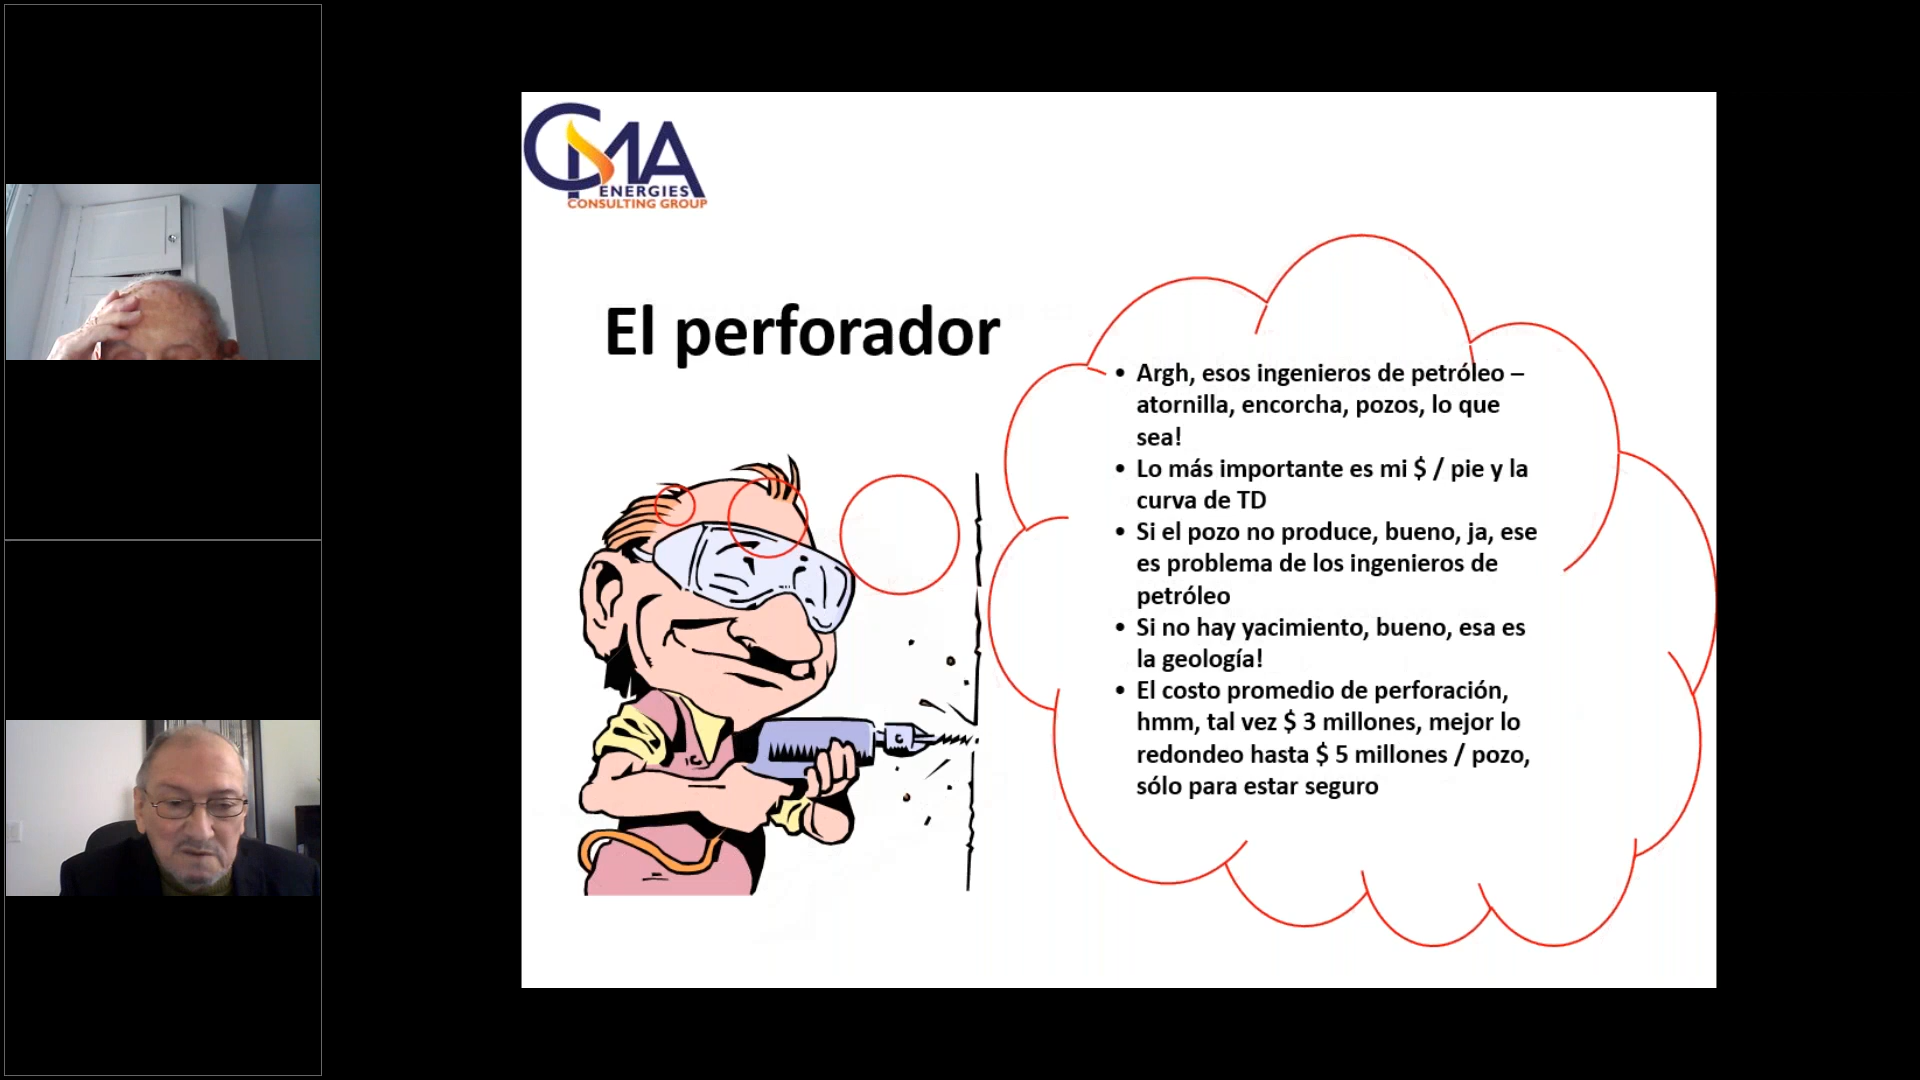 CMA
ENERGIES
CONSULTING GROUP
El perforador
• Argh, esos ingenieros de petróleo –
atornilla, encorcha, pozos, lo que
sea!
• Lo más importante es mi $ / pie y la
curva de TD
• Si el pozo no produce, bueno, ja, ese
es problema de los ingenieros de
petróleo
• Si no hay yacimiento, bueno, esa es
la geología!
• El costo promedio de perforación,
hmm, tal vez $ 3 millones, mejor lo
redondeo hasta $ 5 millones / pozo,
sólo para estar seguro